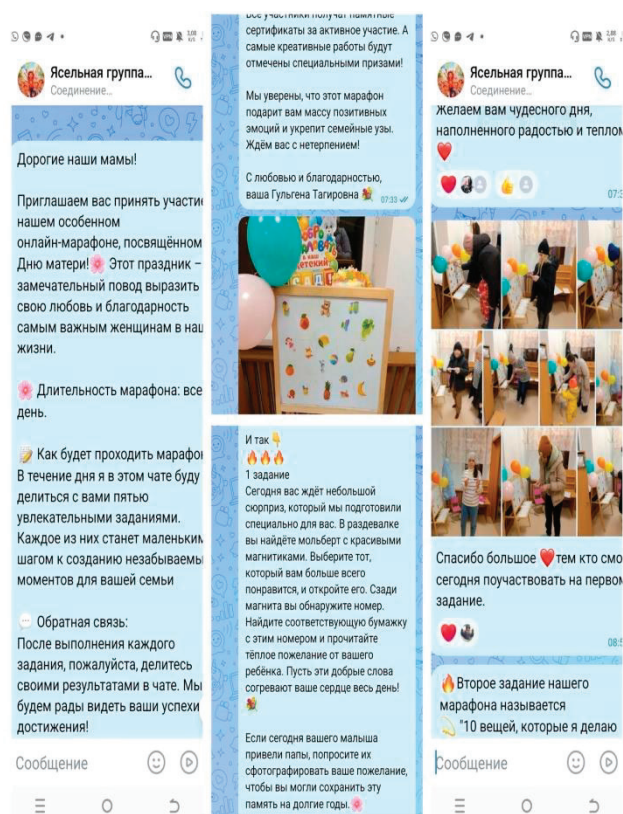 Ясельная группа...
Соединение..
Дорогие наши мамы!
Приглашаем вас принять участи
нашем особенном
онлайн-марафоне, посвящённом
Дню матери! Этот праздник –
замечательный повод выразить
свою любовь и благодарность
самым важным женщинам в наш
жизни.
Длительность марафона: все
день.
Как будет проходить марафо
В течение дня я в этом чате буду
делиться с вами пятью
увлекательными заданиями.
Каждое из них станет маленьким
шагом к созданию незабываемы
моментов для вашей семьи
Обратная связь:
После выполнения каждого
задания, пожалуйста, делитесь
своими результатами в чате. Мы
будем рады видеть ваши успехи
достижения!
Сообщение
Все участники получат памятные
сертификаты за активное участие. А
самые креативные работы будут
отмечены специальными призами!
Мы уверены, что этот марафон
подарит вам массу позитивных
эмоций и укрепит семейные узы.
Ждём вас с нетерпением!
С любовью и благодарностью,
ваша Гульгена Тагировна
07:33
И так
1 задание
Сегодня вас ждёт небольшой
сюрприз, который мы подготовили
специально для вас. В раздевалке
вы найдёте мольберт с красивыми
магнитиками. Выберите тот,
который вам больше всего
понравится, и откройте его. Сзади
магнита вы обнаружите номер.
Найдите соответствующую бумажку
с этим номером и прочитайте
тёплое пожелание от вашего
ребёнка. Пусть эти добрые слова
согревают ваше сердце весь день!
Если сегодня вашего малыша
привели папы, попросите их
сфотографировать ваше пожелание,
чтобы вы могли сохранить эту
память на долгие годы.
Ясельная группа...
Соединение..
Желаем вам чудесного дня,
наполненного радостью и теплом
07:3
Спасибо большое тем кто смо
сегодня поучаствовать на первом
задание.
08:5
Второе задание нашего
марафона называется
"10 вещей, которые я делаю
Сообщение